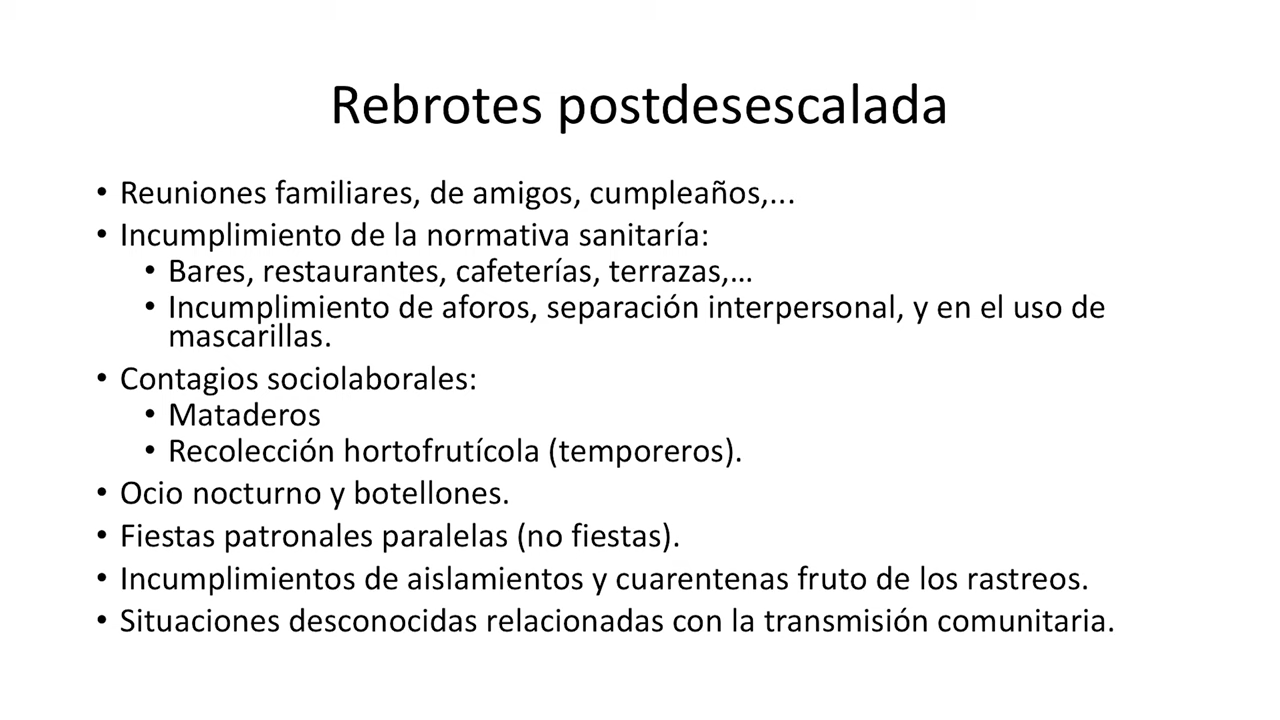 Rebrotes postdesescalada
• Reuniones familiares, de amigos, cumpleaños,...
• Incumplimiento de la normativa sanitaría:
• Bares, restaurantes, cafeterías, terrazas,...
• Incumplimiento de aforos, separación interpersonal, y en el uso de
mascarillas.
• Contagios sociolaborales:
• Mataderos
• Recolección hortofrutícola (temporeros).
• Ocio nocturno y botellones.
• Fiestas patronales paralelas (no fiestas).
• Incumplimientos de aislamientos y cuarentenas fruto de los rastreos.
• Situaciones desconocidas relacionadas con la transmisión comunitaria.